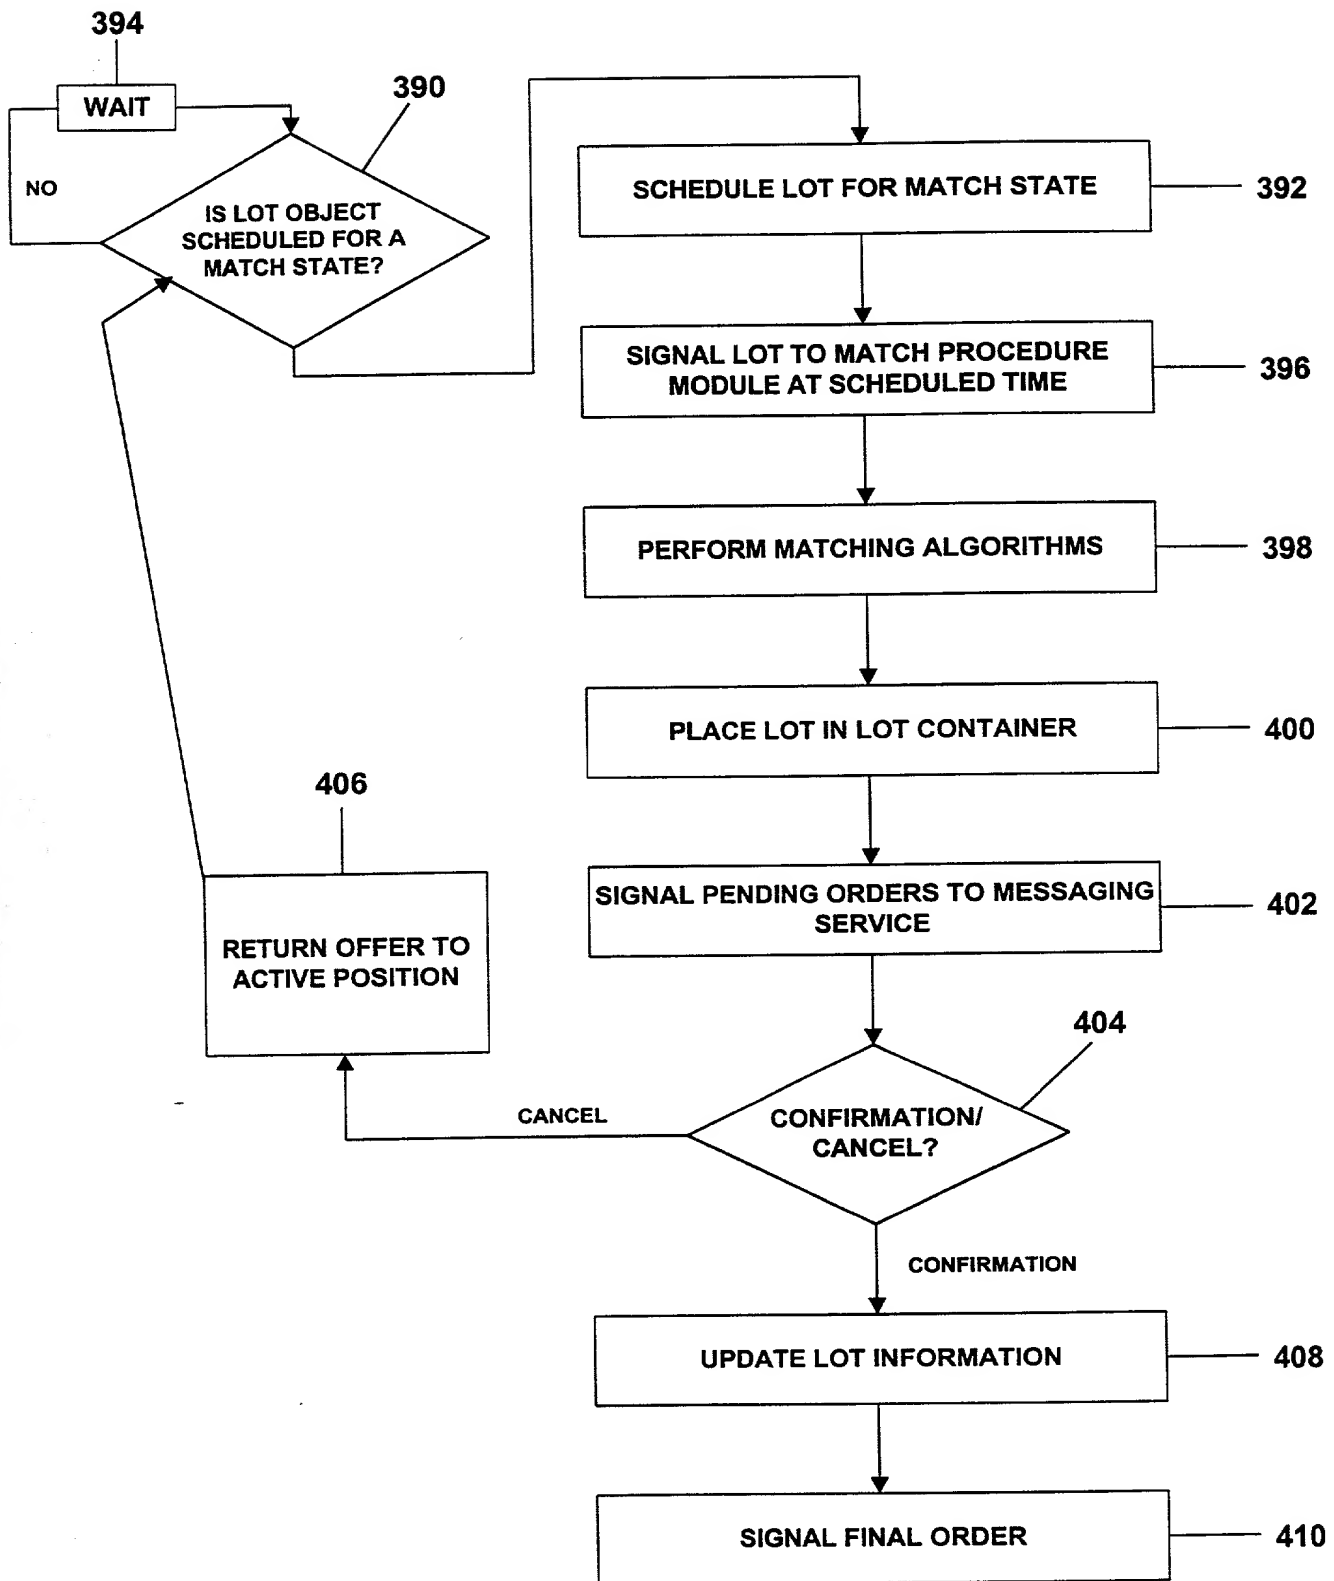 394
WAIT
390
NO
IS LOT OBJECT
SCHEDULED FOR A
MATCH STATE?
SCHEDULE LOT FOR MATCH STATE
392
SIGNAL LOT TO MATCH PROCEDURE
MODULE AT SCHEDULED TIME
396
PERFORM MATCHING ALGORITHMS
398
PLACE LOT IN LOT CONTAINER
400
406
RETURN OFFER TO
ACTIVE POSITION
SIGNAL PENDING ORDERS TO MESSAGING
SERVICE
402
404
CONFIRMATION/
CANCEL?
CANCEL
CONFIRMATION
UPDATE LOT INFORMATION
408
SIGNAL FINAL ORDER
410